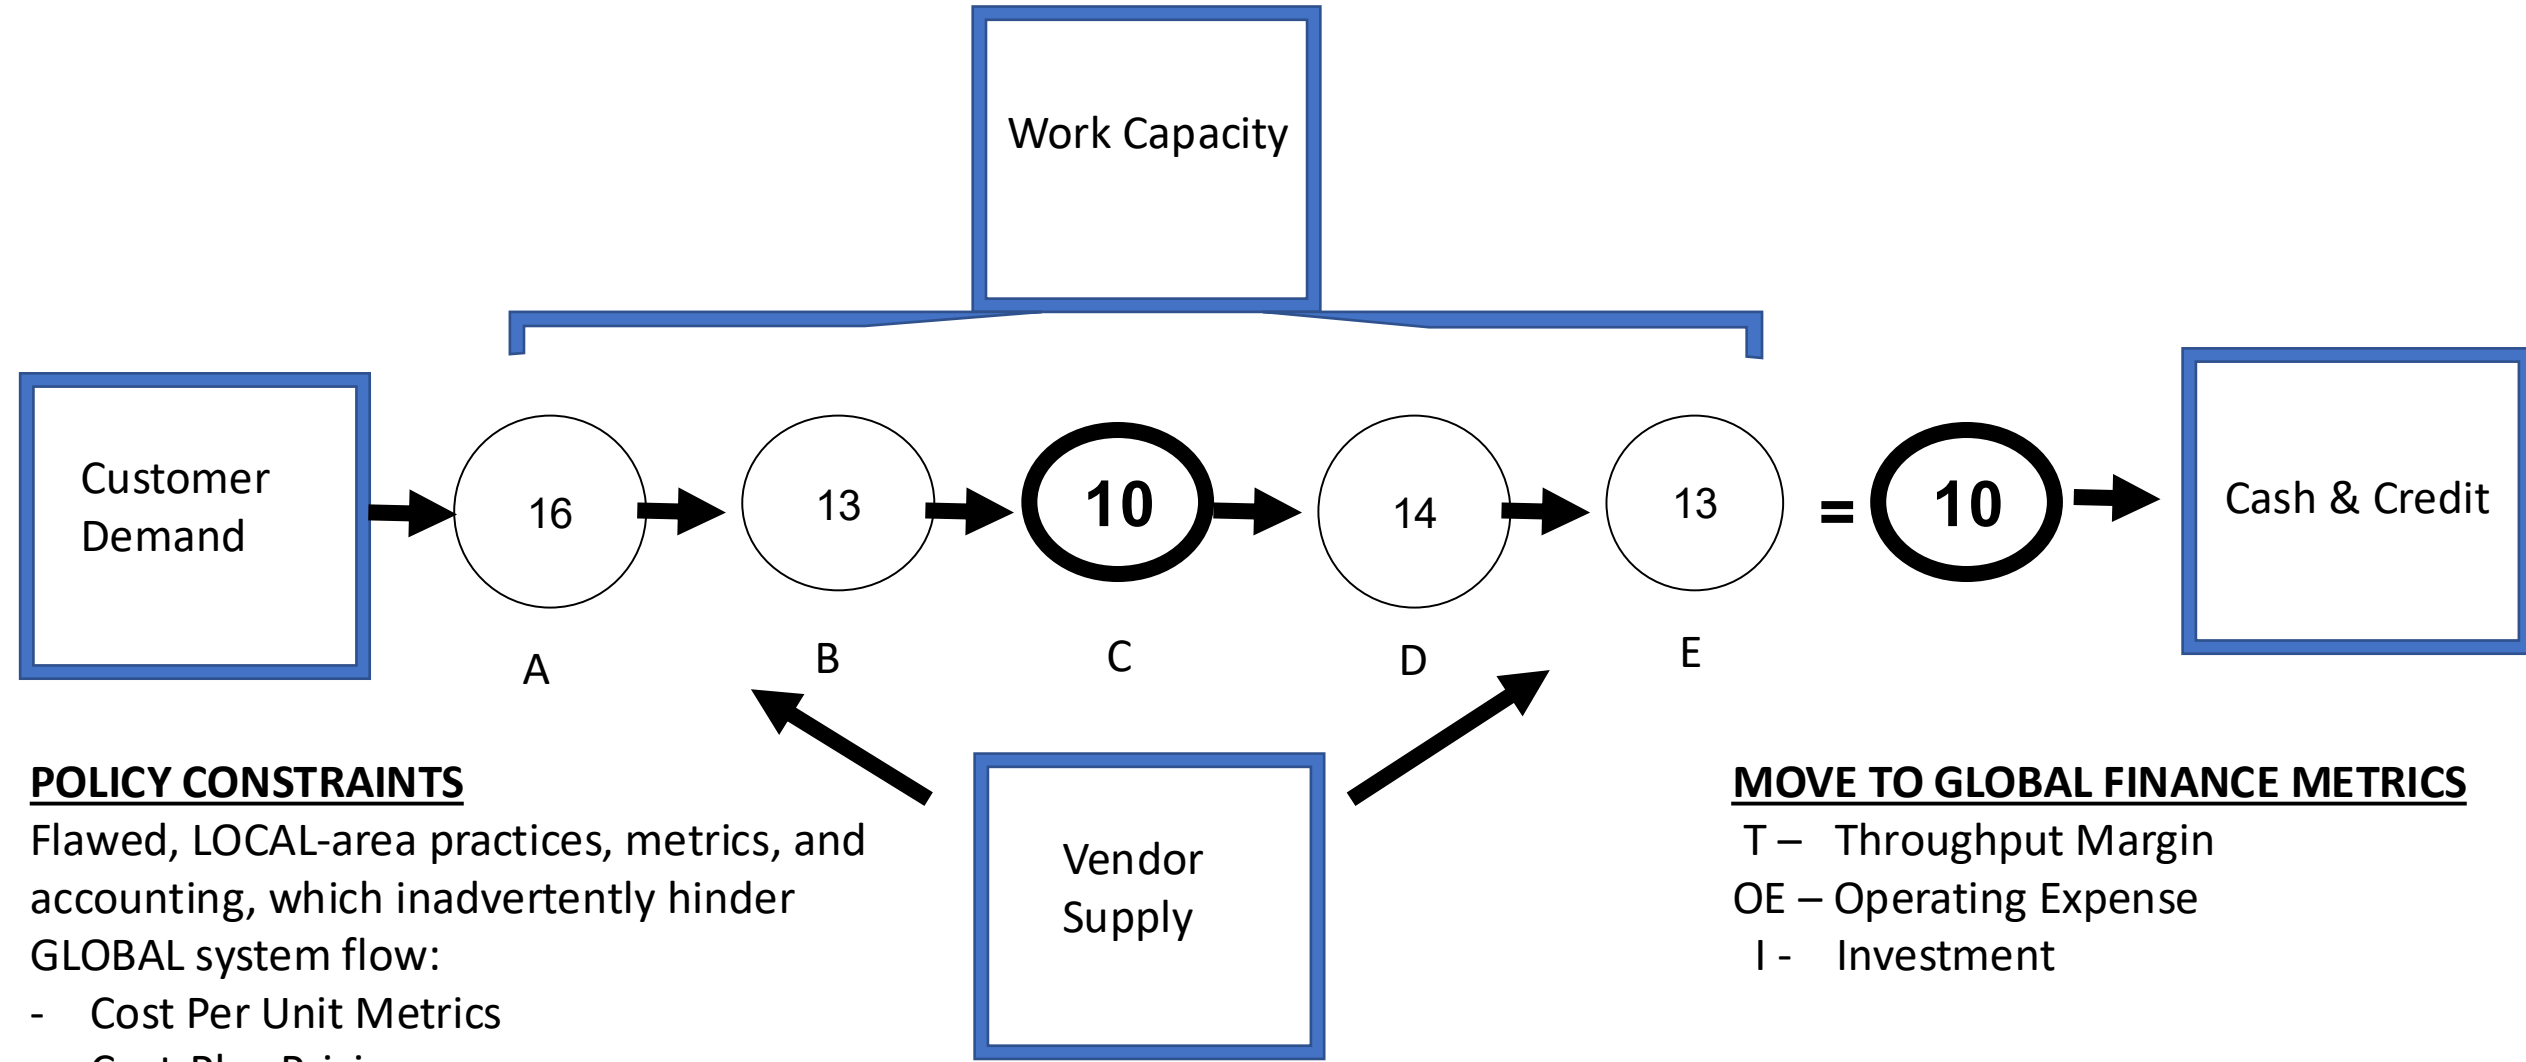 Work Capacity
Customer
Demand
16
13
10
14
13
=
10
Cash & Credit
A
B
C
D
E
POLICY CONSTRAINTS
Flawed, LOCAL-area practices, metrics, and
accounting, which inadvertently hinder
GLOBAL system flow:
- Cost Per Unit Metrics
Vendor
Supply
MOVE TO GLOBAL FINANCE METRICS
T – Throughput Margin
OE – Operating Expense
I - Investment